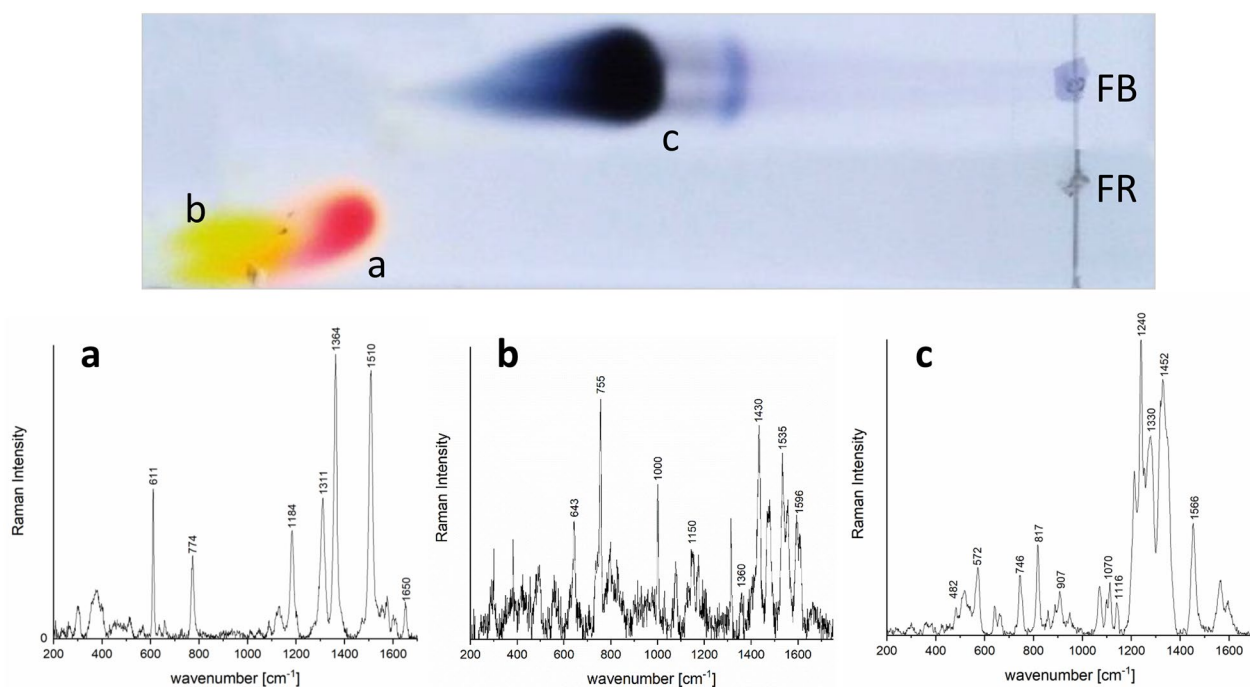 FB
FR
c
b
a
a
Raman Intensity
0
611
774
1184
1311
1364
1510
1650
200 400 600 800 1000 1200 1400 1600
wavenumber [cm⁻¹]
b
Raman Intensity
643
755
1000
1150
1360
1430
1535
1596
200 400 600 800 1000 1200 1400 1600
wavenumber [cm⁻¹]
c
Raman Intensity
482
572
746
817
907
1070
4116
1240
1330
1452
1566
200 400 600 800 1000 1200 1400 1600
wavenumber [cm⁻¹]